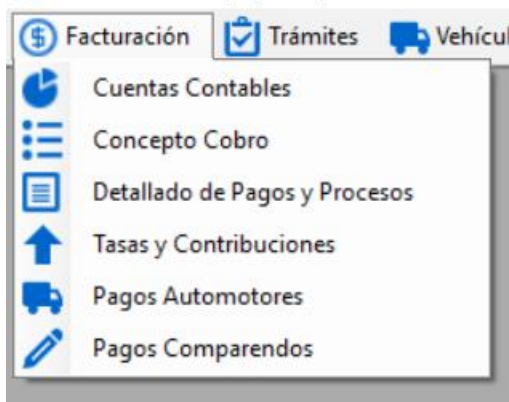 Facturación Trámites
Cuentas Contables
Concepto Cobro
Detallado de Pagos y Procesos
Tasas y Contribuciones
Pagos Automotores
Pagos Comparendos